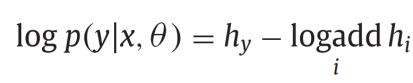 log p(y|x, θ) = h_y − logadd h_i
i